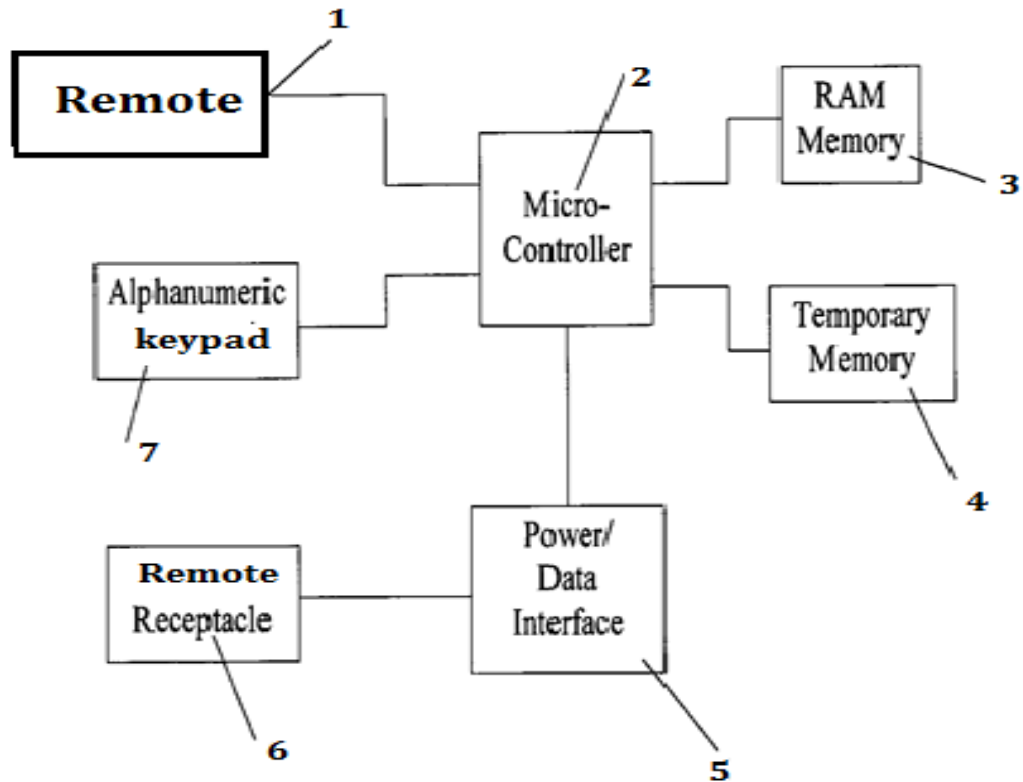 1
Remote
2
RAM
Memory
3
Micro-
Controller
Alphanumeric
keypad
7
Temporary
Memory
4
Power/
Data
Interface
5
Remote
Receptacle
6